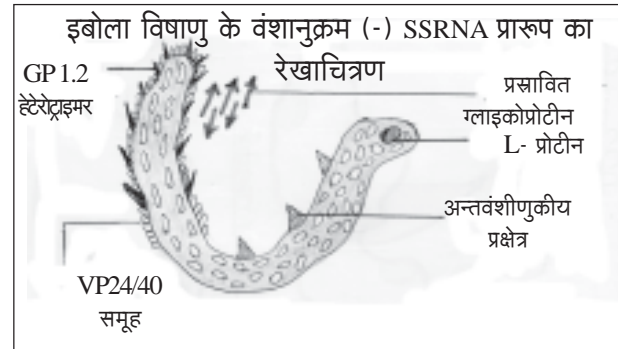 इबोला विषाणु के वंशानुक्रम (-) SSRNA प्रारूप का
रेखाचित्रण
GP 1.2
हेटेरोट्राइमर
प्रस्रावित
ग्लाइकोप्रोटीन
L- प्रोटीन
अन्तवंशीणुकीय
प्रक्षेत्र
VP24/40
समूह